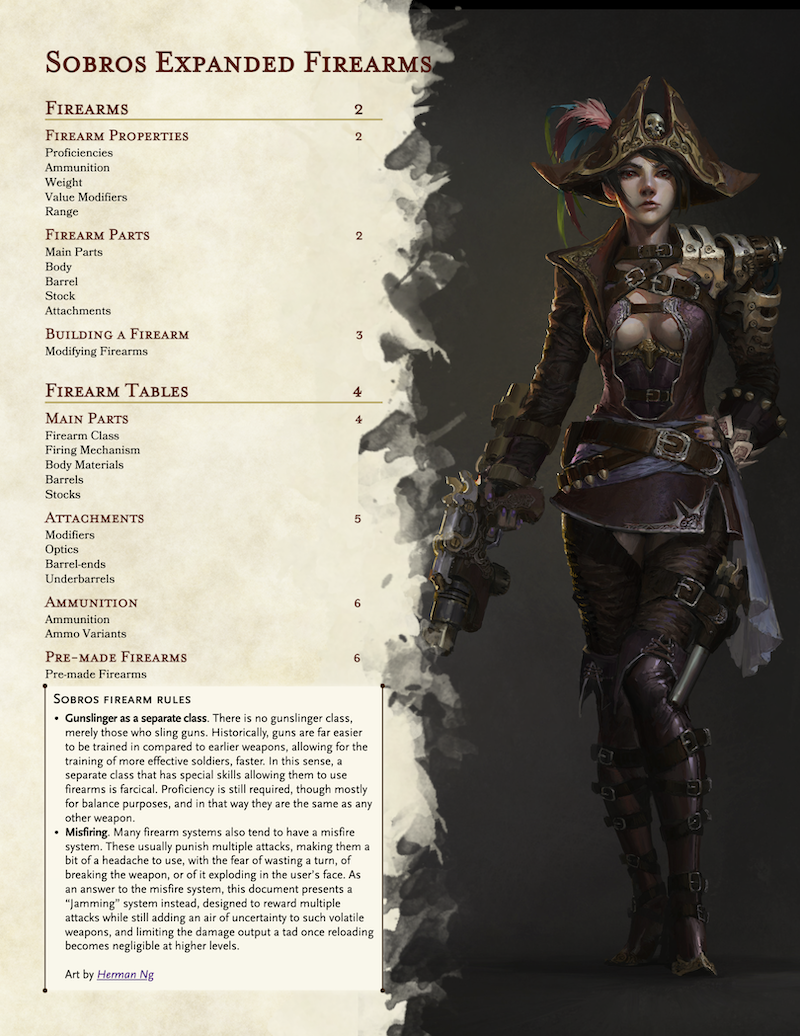 Sobros Expanded Firearms
Firearms 2
Firearm Properties 2
Proficiencies
Ammunition
Weight
Value Modifiers
Range
Firearm Parts 2
Main Parts
Body
Barrel
Stock
Attachments
Building a Firearm 3
Modifying Firearms
Firearm Tables 4
Main Parts 4
Firearm Class
Firing Mechanism
Body Materials
Barrels
Stocks
Attachments 5
Modifiers
Optics
Barrel-ends
Underbarrels
Ammunition 6
Ammunition
Ammo Variants
Pre-made Firearms 6
Pre-made Firearms
Sobros firearm rules
• Gunslinger as a separate class. There is no gunslinger class,
merely those who sling guns. Historically, guns are far easier
to be trained in compared to earlier weapons, allowing for the
training of more effective soldiers, faster. In this sense, a
separate class that has special skills allowing them to use
firearms is farcical. Proficiency is still required, though mostly
for balance purposes, and in that way they are the same as any
other weapon.
• Misfiring. Many firearm systems also tend to have a misfire
system. These usually punish multiple attacks, making them a
bit of a headache to use, with the fear of wasting a turn, of
breaking the weapon, or of it exploding in the user's face. As
an answer to the misfire system, this document presents a
“Jamming” system instead, designed to reward multiple
attacks while still adding an air of uncertainty to such volatile
weapons, and limiting the damage output a tad once reloading
becomes negligible at higher levels.
Art by Herman Ng